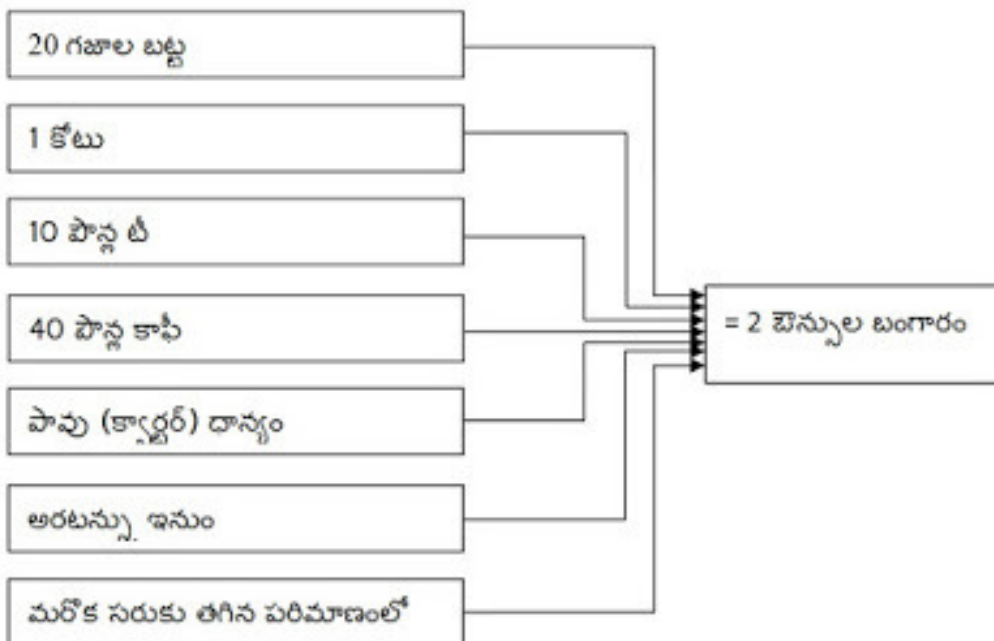 20 గజాల బట్ట
1 కోటు
10 పౌన్ల టీ
40 పౌన్ల కాఫీ
పావు (క్వార్టర్) ధాన్యం
అరటన్ను ఇనుం
మరొక సరుకు తగిన పరిమాణంలో
= 2 ఔన్సుల బంగారం